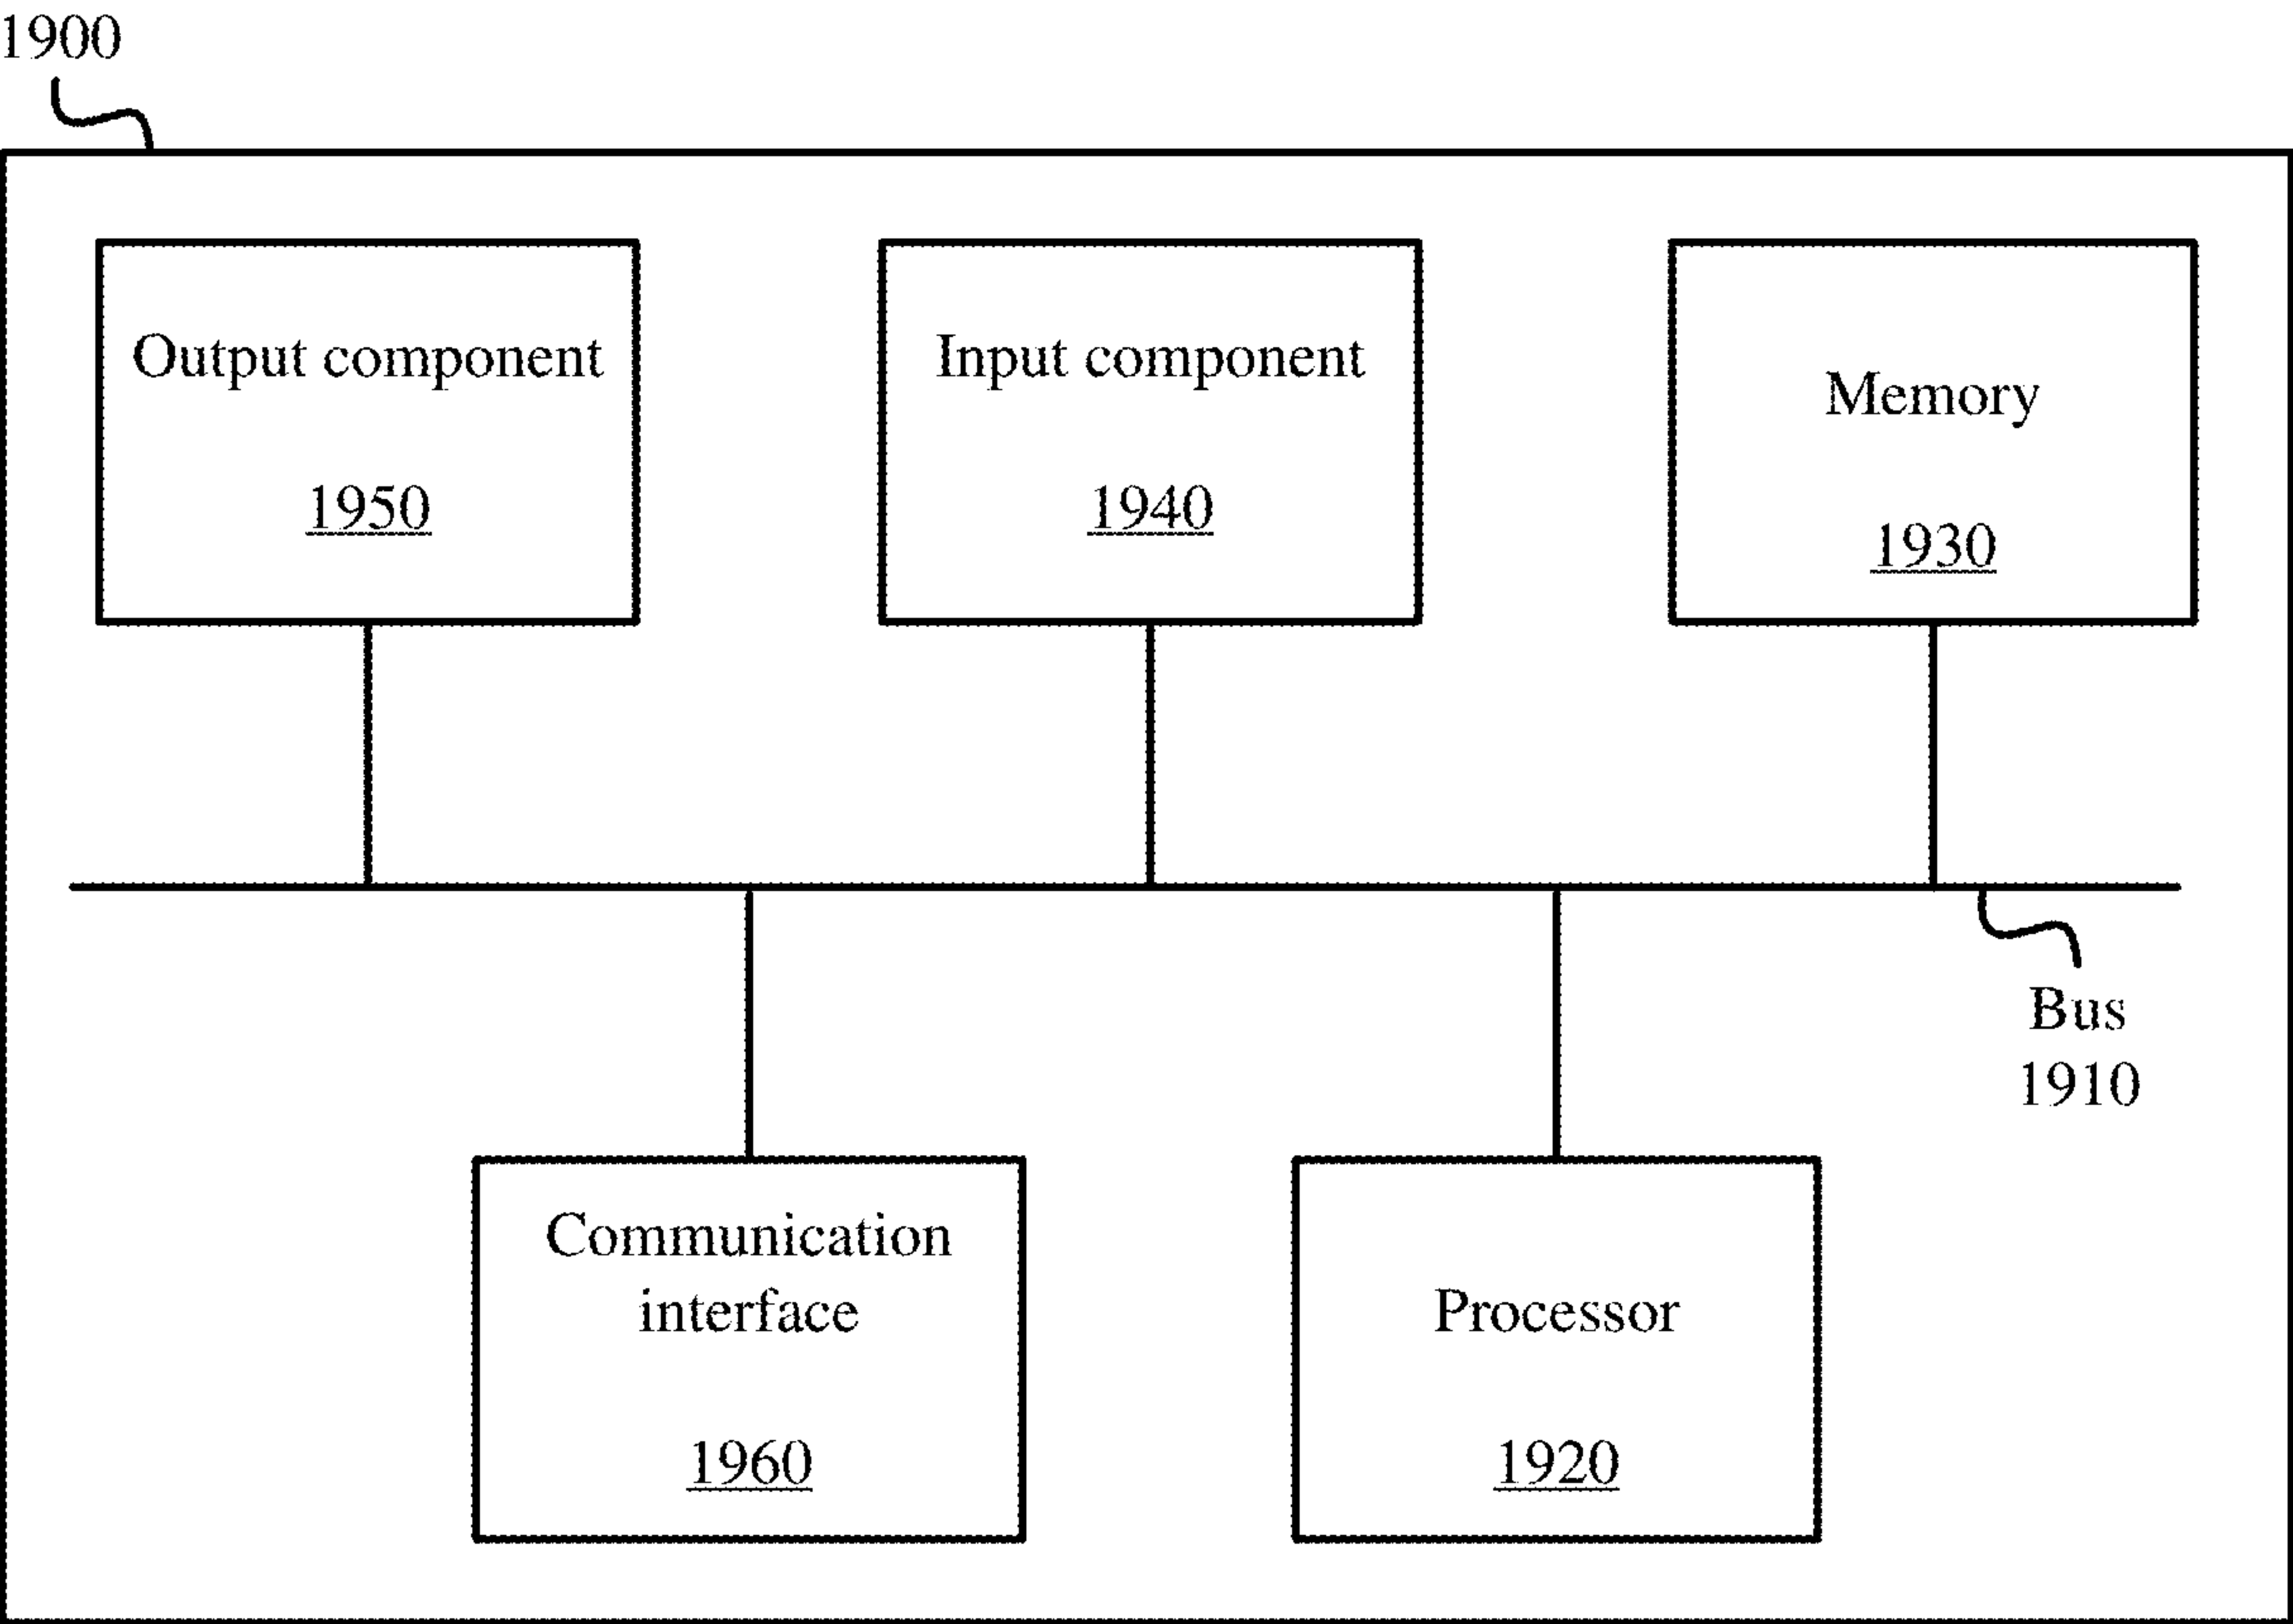 1900
Output component
1950
Input component
1940
Memory
1930
Bus
1910
Communication
interface
1960
Processor
1920